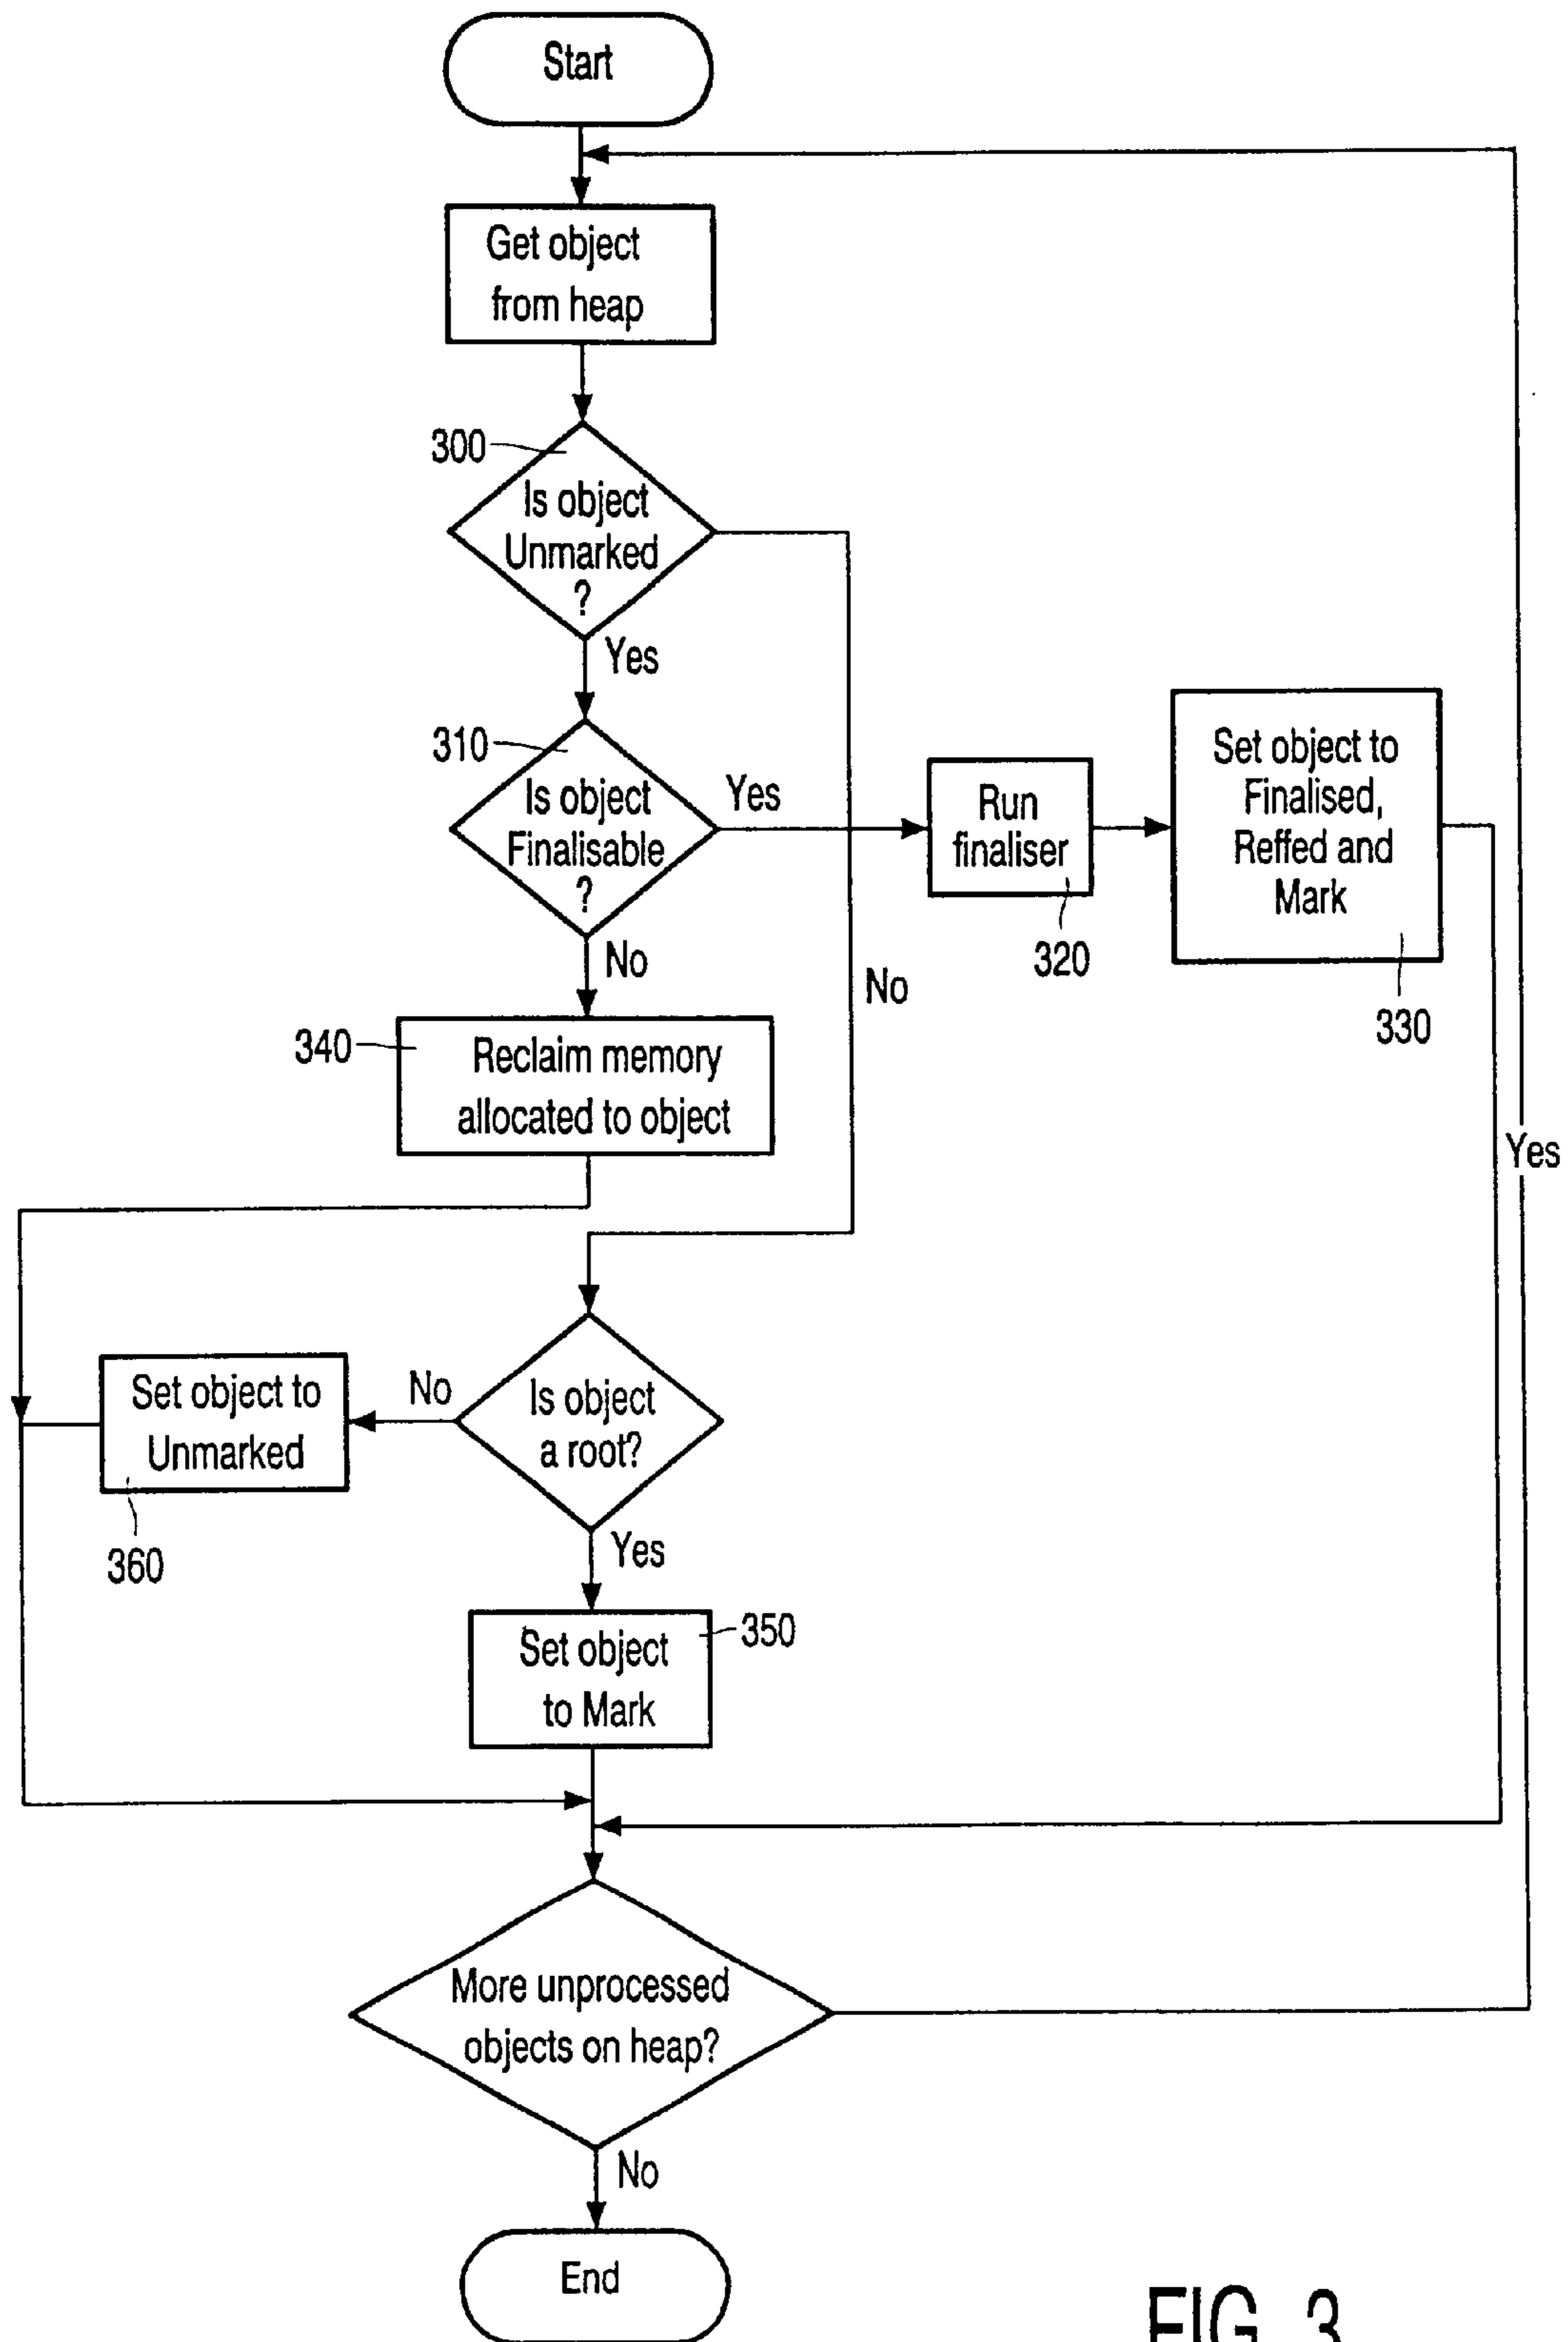 Start
Get object
from heap
300
Is object
Unmarked
?
Yes
310
Is object
Finalisable
?
Yes
No
Run
finaliser
320
Set object to
Finalised,
Reffed and
Mark
330
No
340
Reclaim memory
allocated to object
Yes
Set object to
Unmarked
360
No
Is object
a root?
Yes
Set object
to Mark
350
More unprocessed
objects on heap?
No
End
FIG. 3